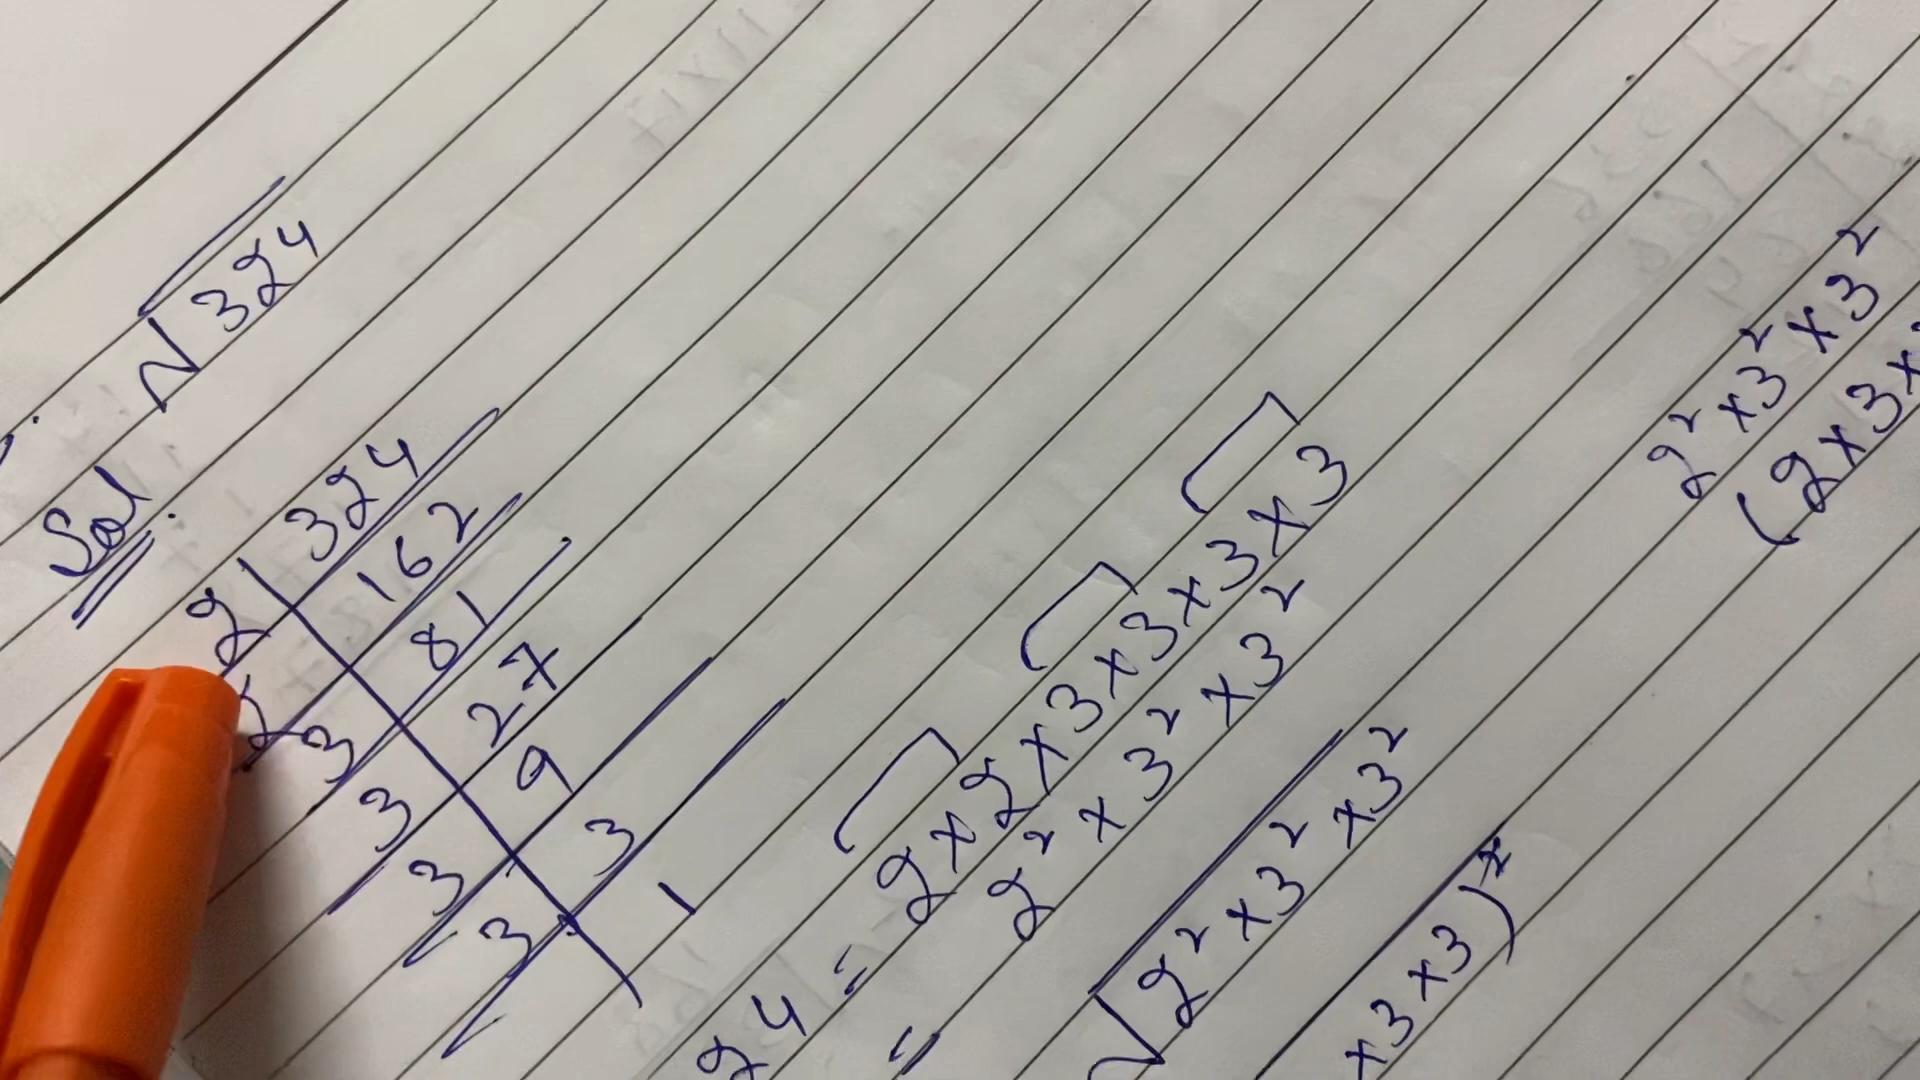 Sol. √324
2 | 324
2 | 162
3 | 81
3 | 27
3 | 9
3 | 3
1
24 = 2×2×3×3×3×3
= 2² × 3² × 3²
√2² ×3² ×3²
×3×3)²
2² ×3² ×3²
(2×3×